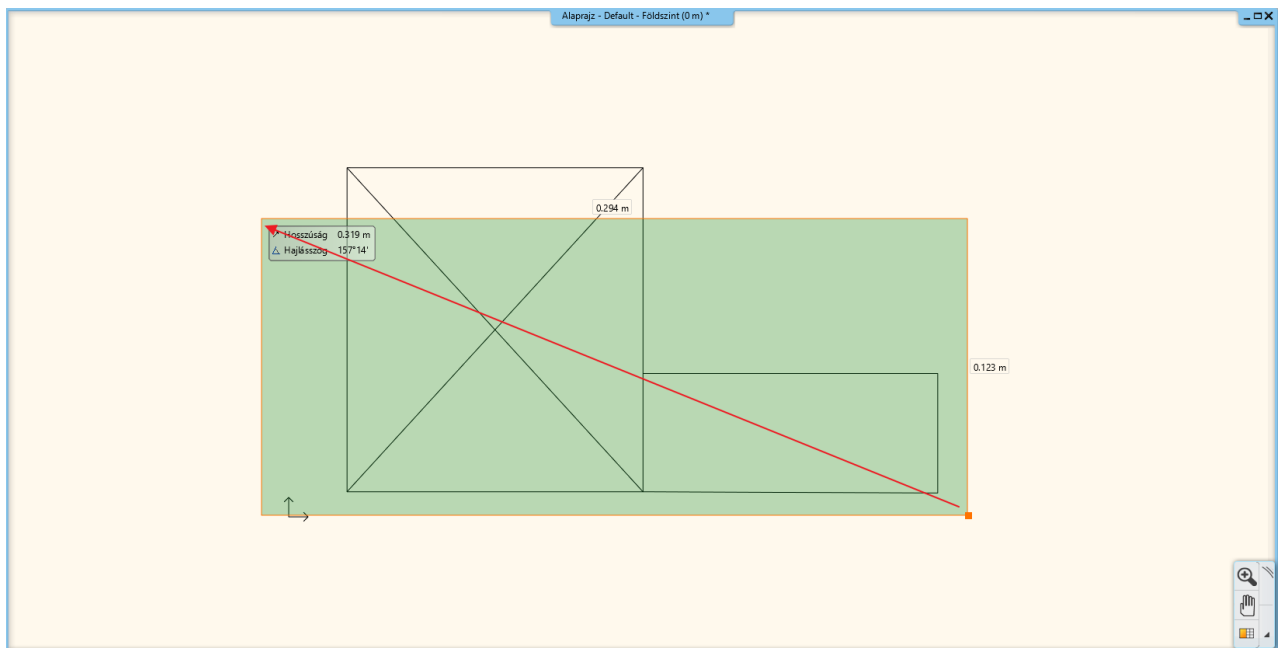 Alaprajz - Default - Földszint (0 m) *
0.294 m
Hosszúság 0.319 m
Hajlásszög 157°14'
0.123 m